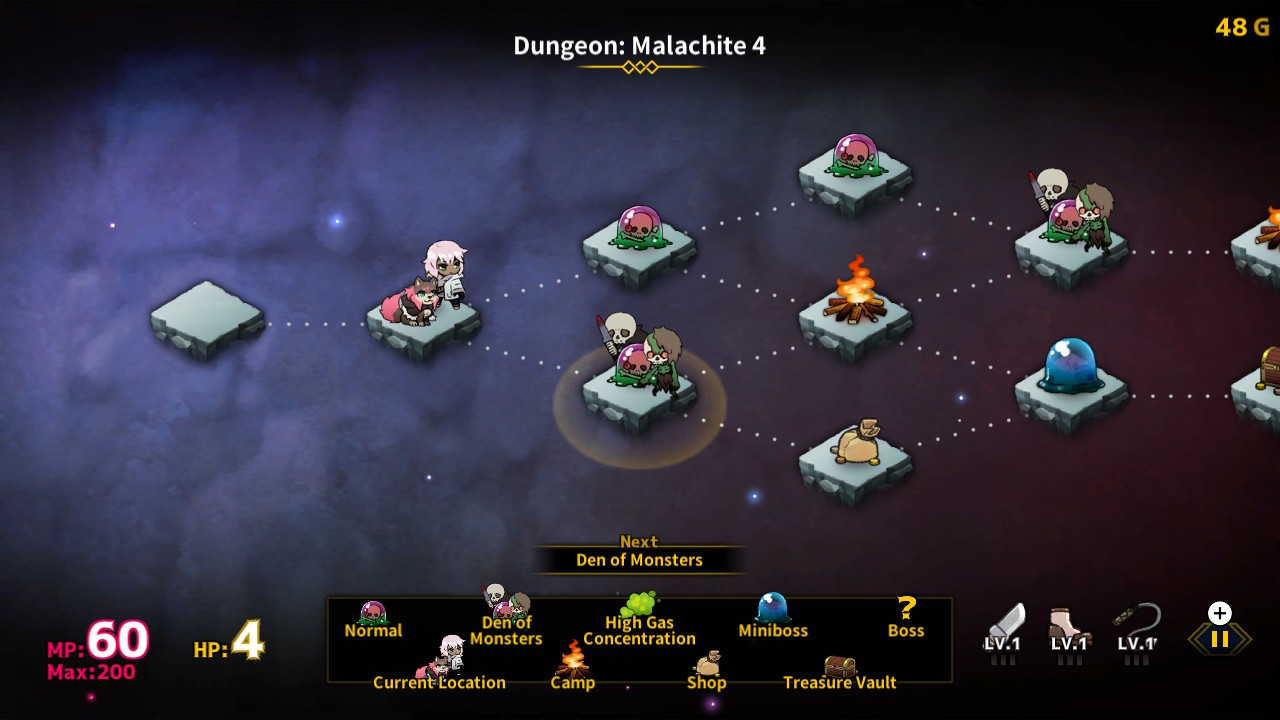 48 G
Dungeon: Malachite 4
Next
Den of Monsters
Normal
Den of
Monsters
High Gas
Concentration
Miniboss
?
Boss
Current Location
Camp
Shop
Treasure Vault
MP:60
Max:200
HP:4
LV.1
LV.1
LV.1